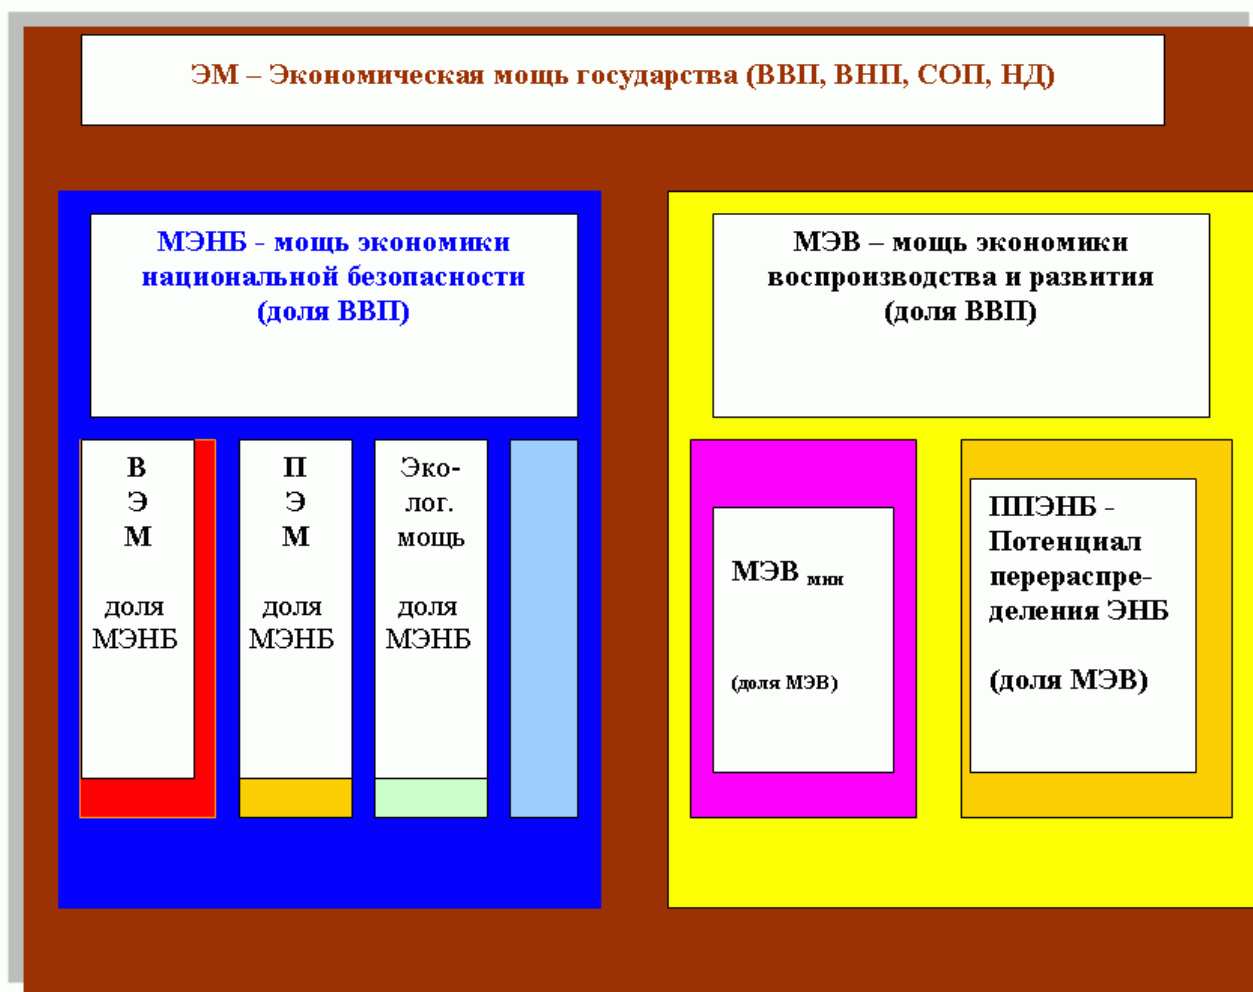 ЭМ – Экономическая мощь государства (ВВП, ВНП, СОП, НД)
МЭНБ - мощь экономики
национальной безопасности
(доля ВВП)
В
Э
М
доля
МЭНБ
П
Э
М
доля
МЭНБ
Эко-
лог.
мощь
доля
МЭНБ
МЭВ – мощь экономики
воспроизводства и развития
(доля ВВП)
МЭВ мин
(доля МЭВ)
ППЭНБ -
Потенциал
перераспре-
деления ЭНБ
(доля МЭВ)